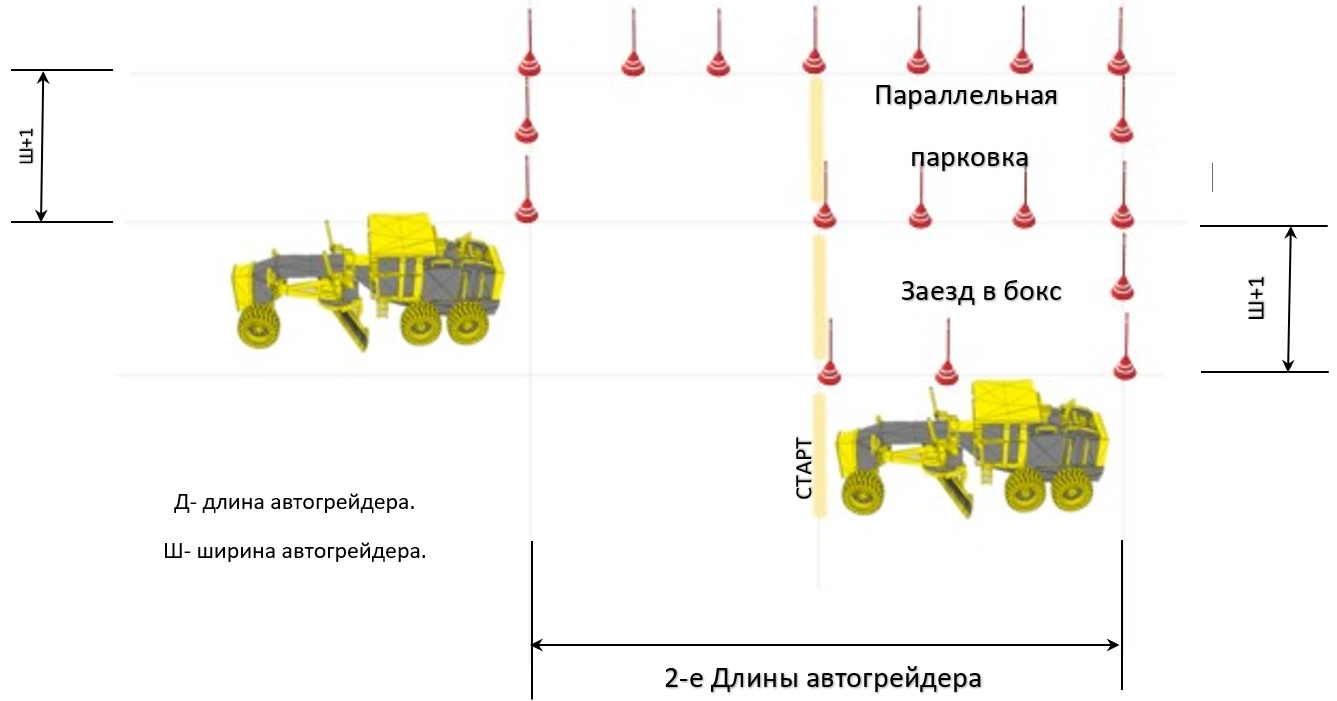 Параллельная
парковка
Ш+1
Заезд в бокс
Ш+1
СТАРТ
Д- длина автогрейдера.
Ш- ширина автогрейдера.
2-е Длины автогрейдера